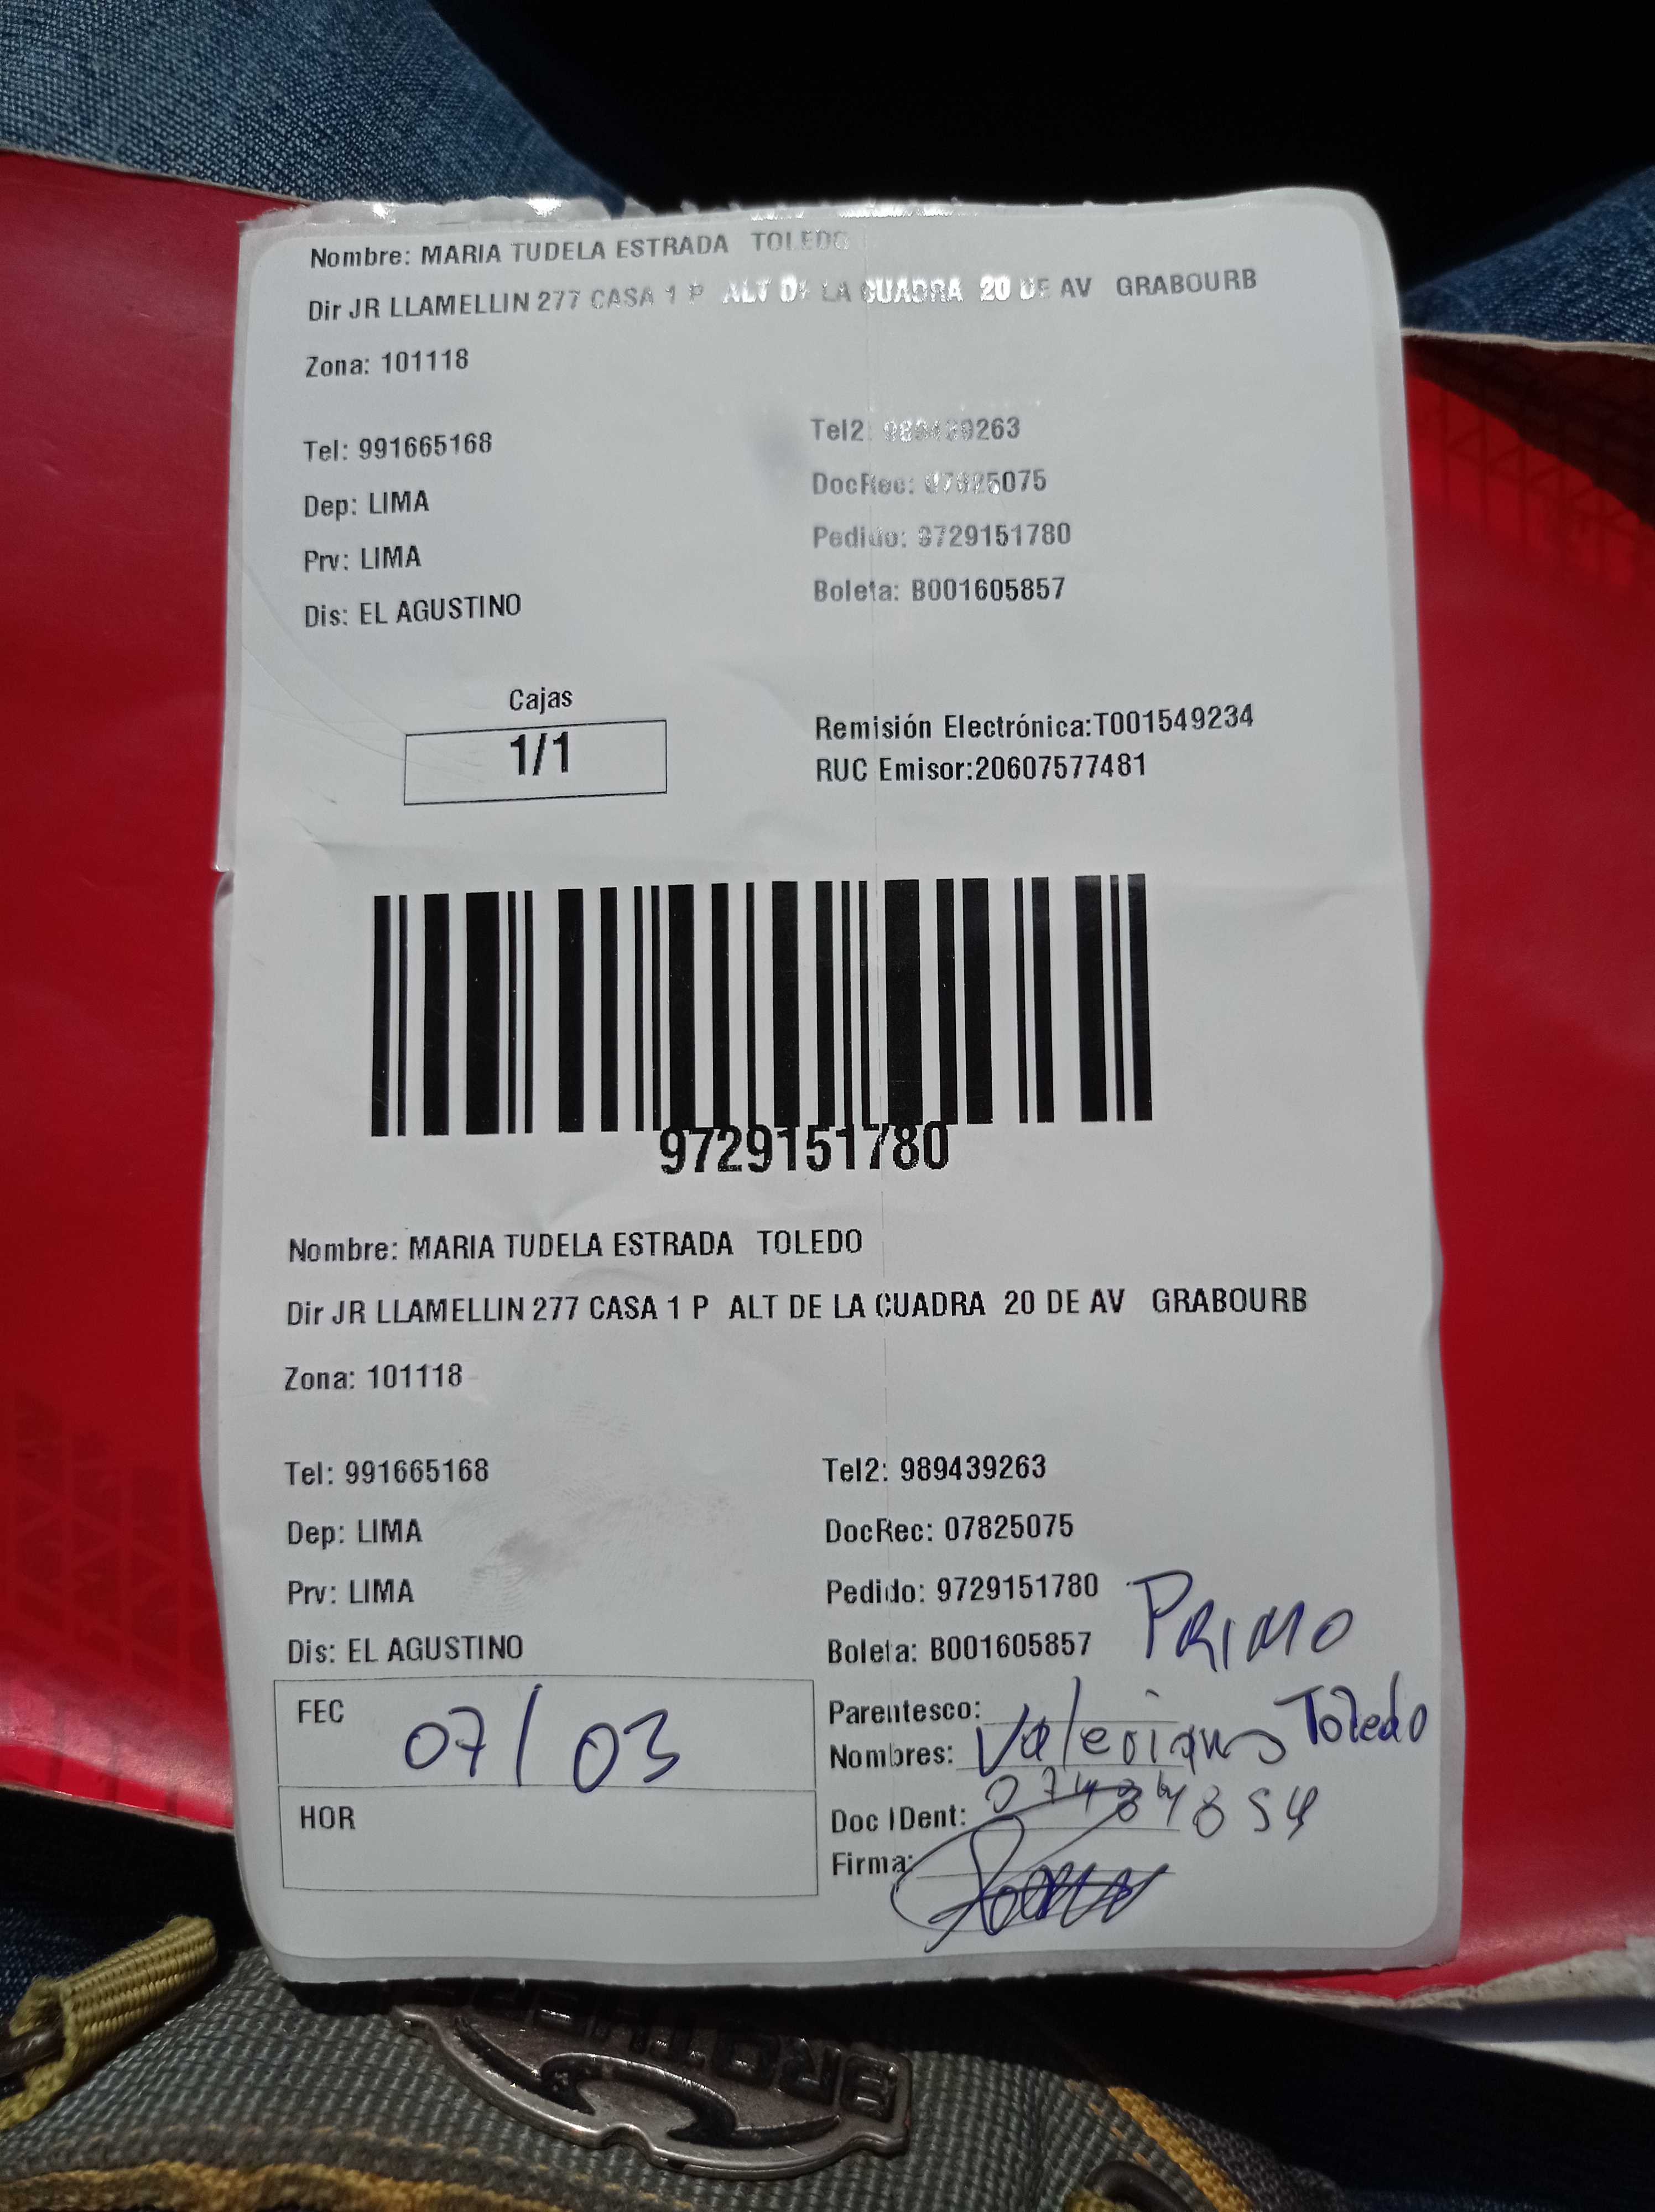 Nombre: MARIA TUDELA ESTRADA TOLEDO
Dir JR LLAMELLIN 277 CASA 1 P ALT DE LA CUADRA 20 DE AV GRABOURB
Zona: 101118
Tel: 991665168 Tel2: 989439263
Dep: LIMA DocRec: 07825075
Prv: LIMA Pedido: 9729151780
Dis: EL AGUSTINO Boleta: B001605857
Cajas
1/1
Remisión Electrónica:T001549234
RUC Emisor:20607577481
9729151780
Nombre: MARIA TUDELA ESTRADA TOLEDO
Dir JR LLAMELLIN 277 CASA 1 P ALT DE LA CUADRA 20 DE AV GRABOURB
Zona: 101118
Tel: 991665168 Tel2: 989439263
Dep: LIMA DocRec: 07825075
Prv: LIMA Pedido: 9729151780
Dis: EL AGUSTINO Boleta: B001605857
PRIMO
FEC 07/03
Parentesco:
Nombres: Toledo
HOR
Doc IDent:
Firma: